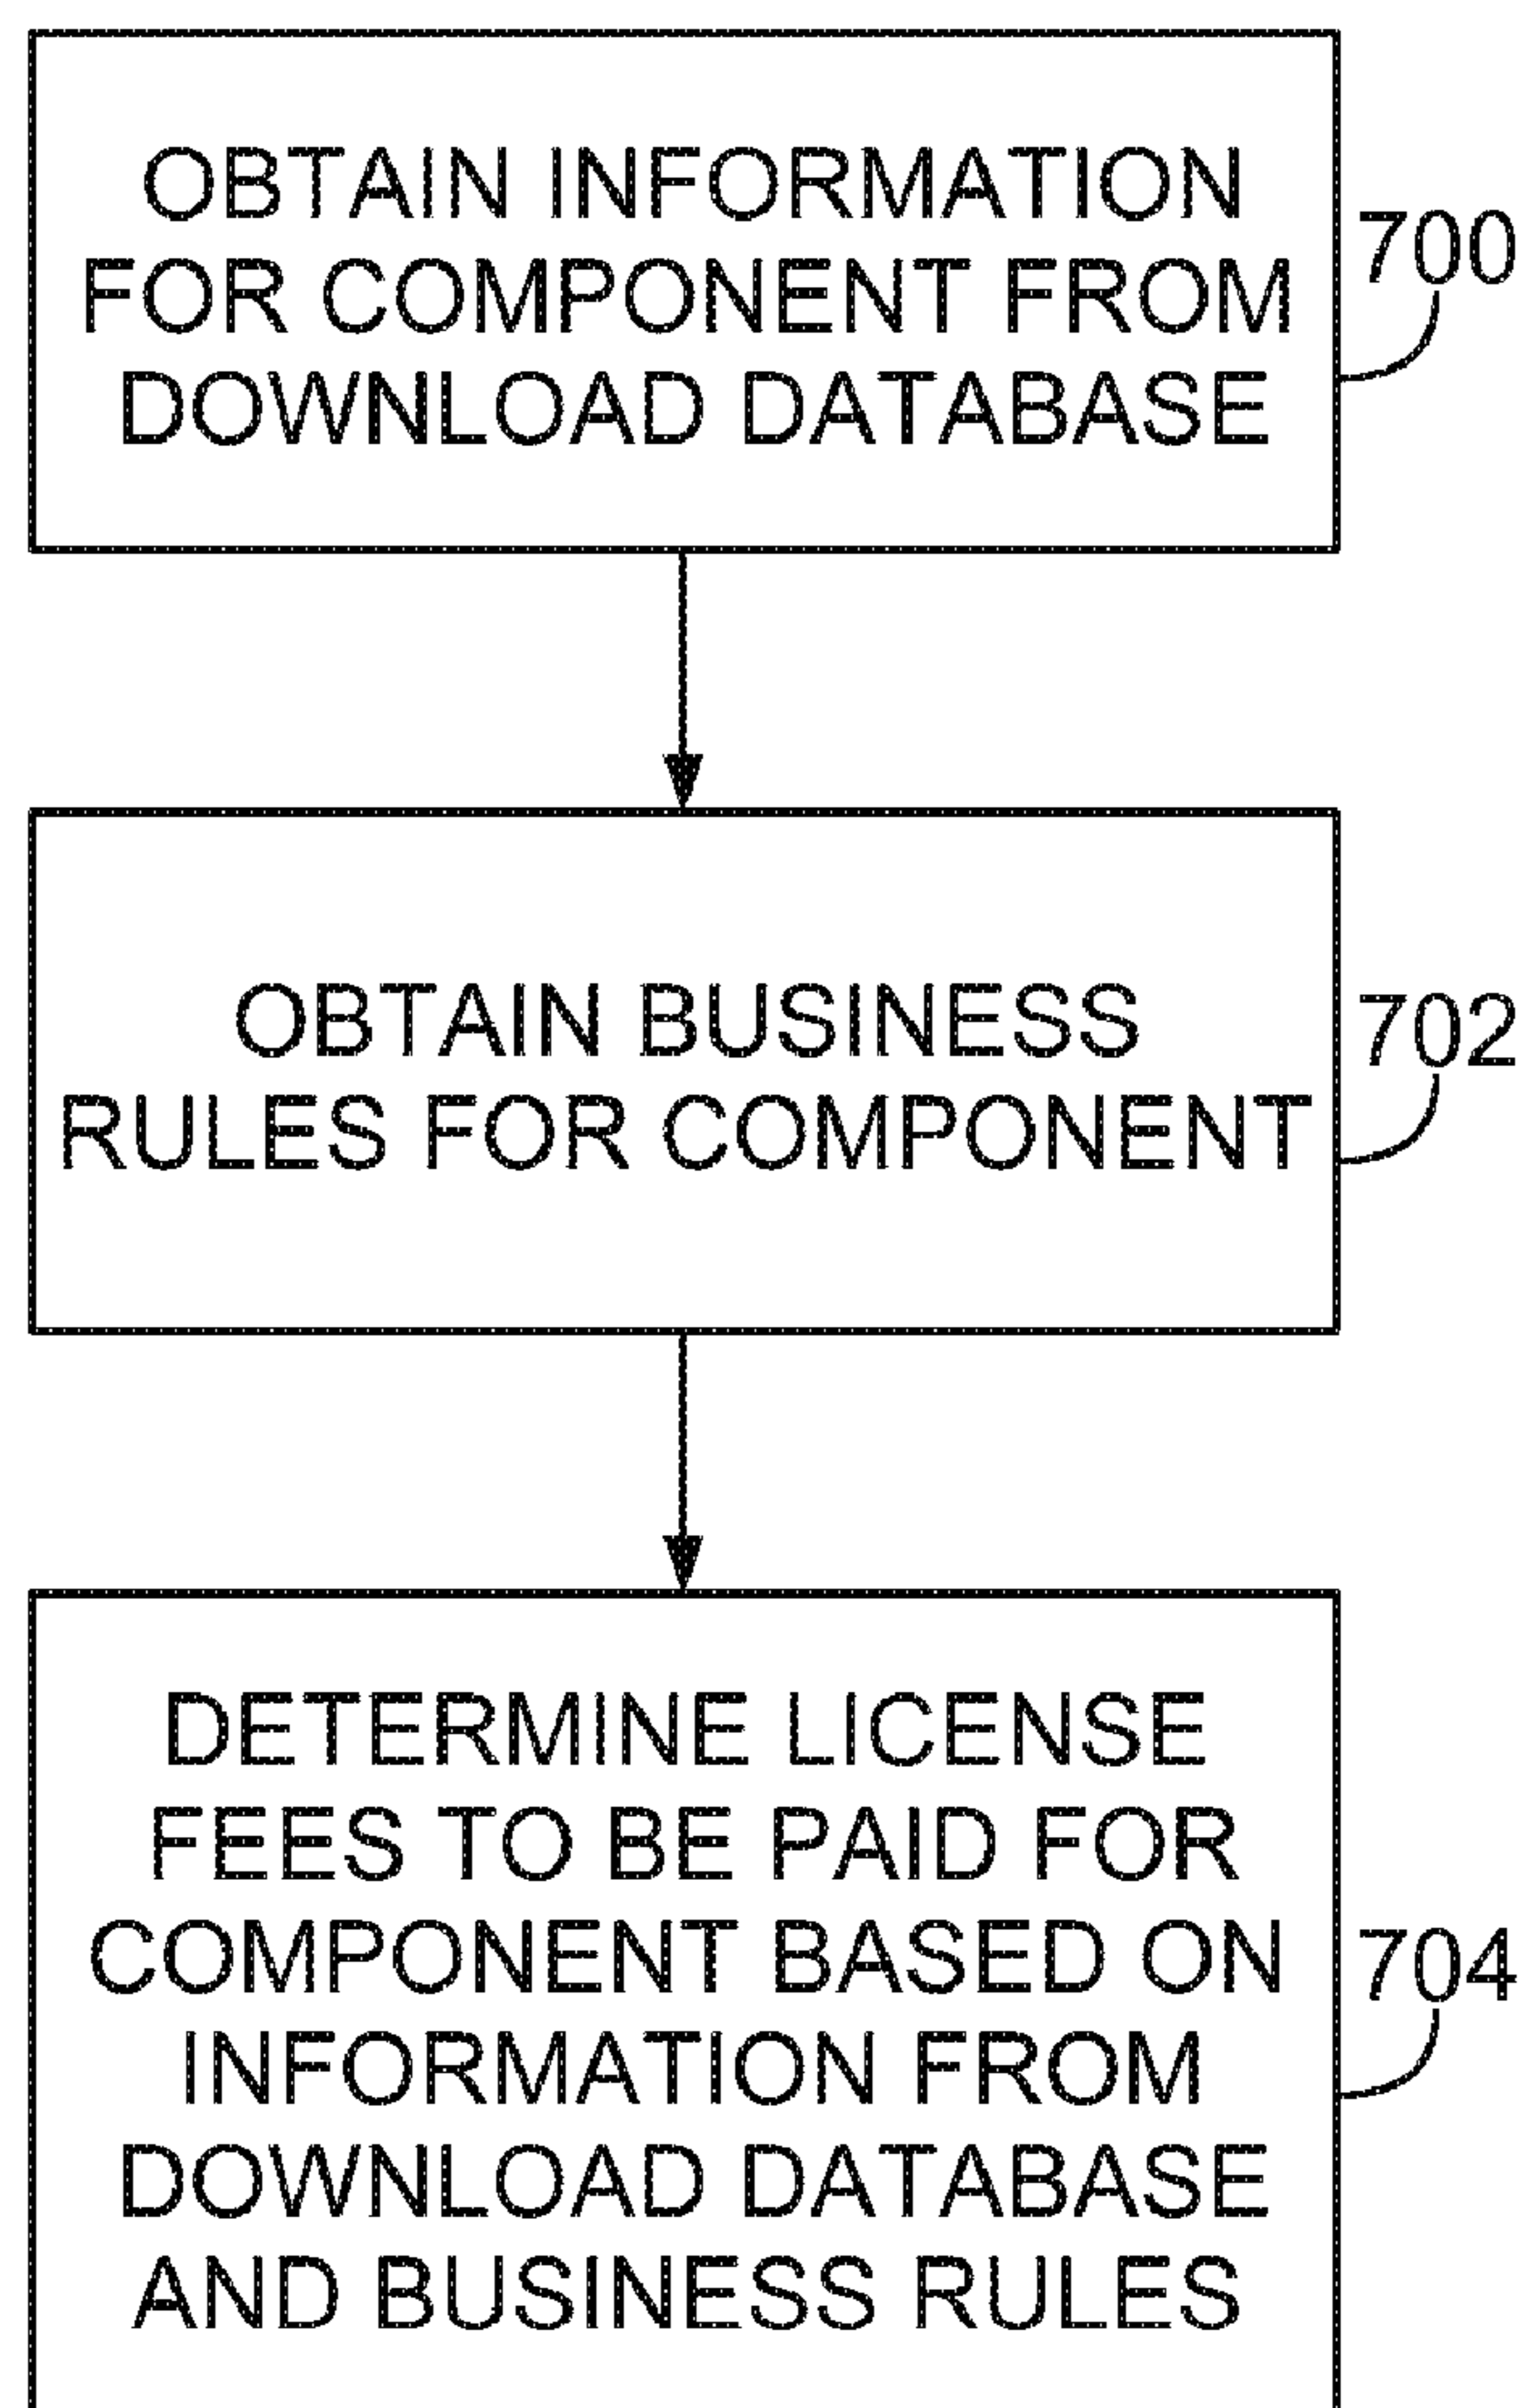 OBTAIN INFORMATION
FOR COMPONENT FROM
DOWNLOAD DATABASE
700
OBTAIN BUSINESS
RULES FOR COMPONENT
702
DETERMINE LICENSE
FEES TO BE PAID FOR
COMPONENT BASED ON
INFORMATION FROM
DOWNLOAD DATABASE
AND BUSINESS RULES
704